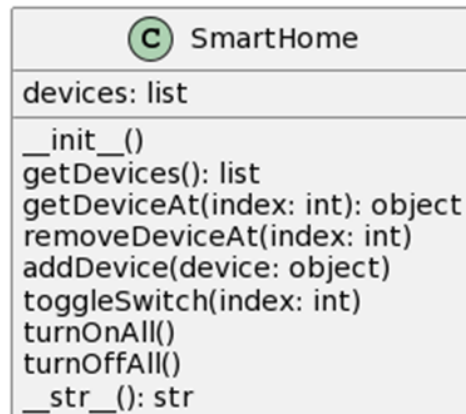 C SmartHome
devices: list
__init__()
getDevices(): list
getDeviceAt(index: int): object
removeDeviceAt(index: int)
addDevice(device: object)
toggleSwitch(index: int)
turnOnAll()
turnOffAll()
__str__(): str